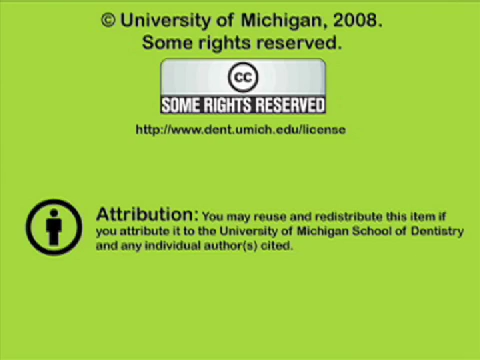 © University of Michigan, 2008.
Some rights reserved.
cc
SOME RIGHTS RESERVED
http://www.dent.umich.edu/license
Attribution: You may reuse and redistribute this item if
you attribute it to the University of Michigan School of Dentistry
and any individual author(s) cited.